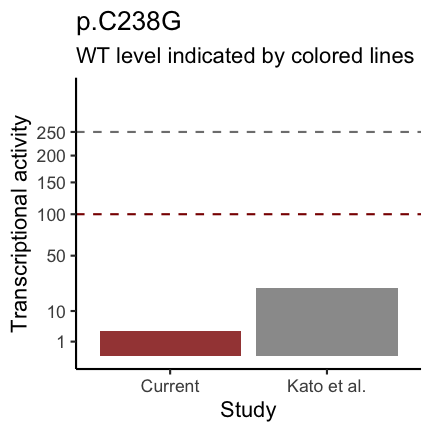 p.C238G
WT level indicated by colored lines
Transcriptional activity
250
200
150
100
50
10
1
Current
Kato et al.
Study